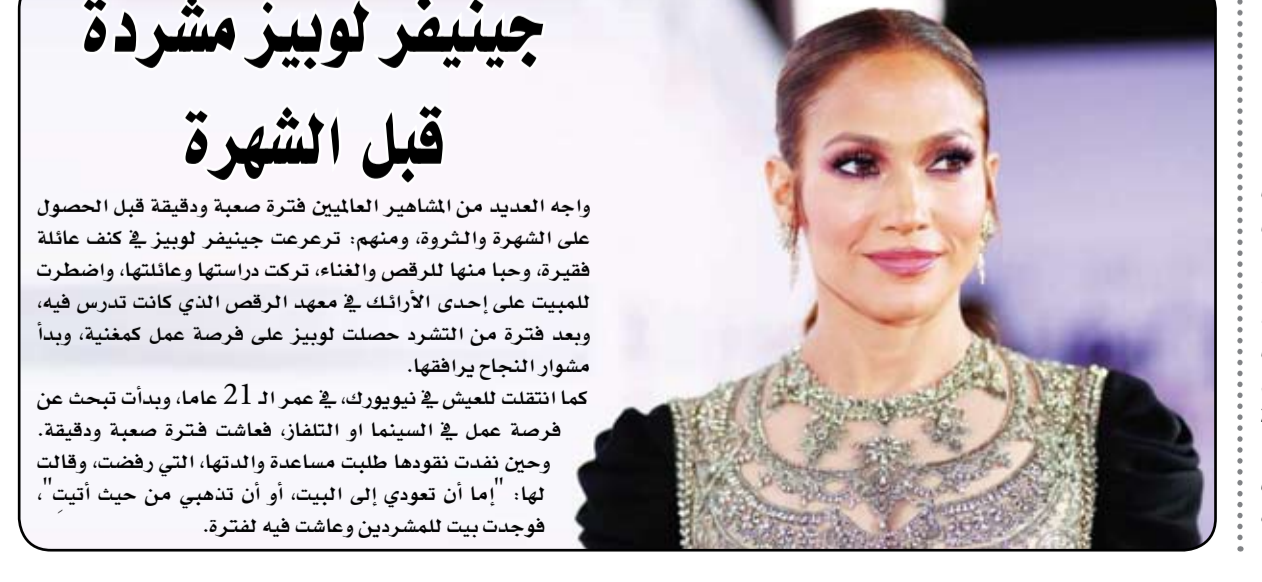 جينيفر لوبيز مشردة
قبل الشهرة
واجه العديد من المشاهير العالميين فترة صعبة ودقيقة قبل الحصول
على الشهرة والثروة، ومنهم: ترعرعت جينيفر لوبيز في كنف عائلة
فقيرة، وحبا منها للرقص والغناء، تركت دراستها وعائلتها، واضطرت
للمبيت على إحدى الأرائك في معهد الرقص الذي كانت تدرس فيه،
وبعد فترة من التشرد حصلت لوبيز على فرصة عمل كمغنية، وبدأ
مشوار النجاح يرافقها.
كما انتقلت للعيش في نيويورك، في عمر الـ 21 عاما، وبدأت تبحث عن
فرصة عمل في السينما او التلفاز، فعاشت فترة صعبة ودقيقة.
وحين نفدت نقودها طلبت مساعدة والدتها، التي رفضت، وقالت
لها: "إما أن تعودي إلى البيت، أو أن تذهبي من حيث أتيتِ"،
فوجدت بيت للمشردين وعاشت فيه لفترة.